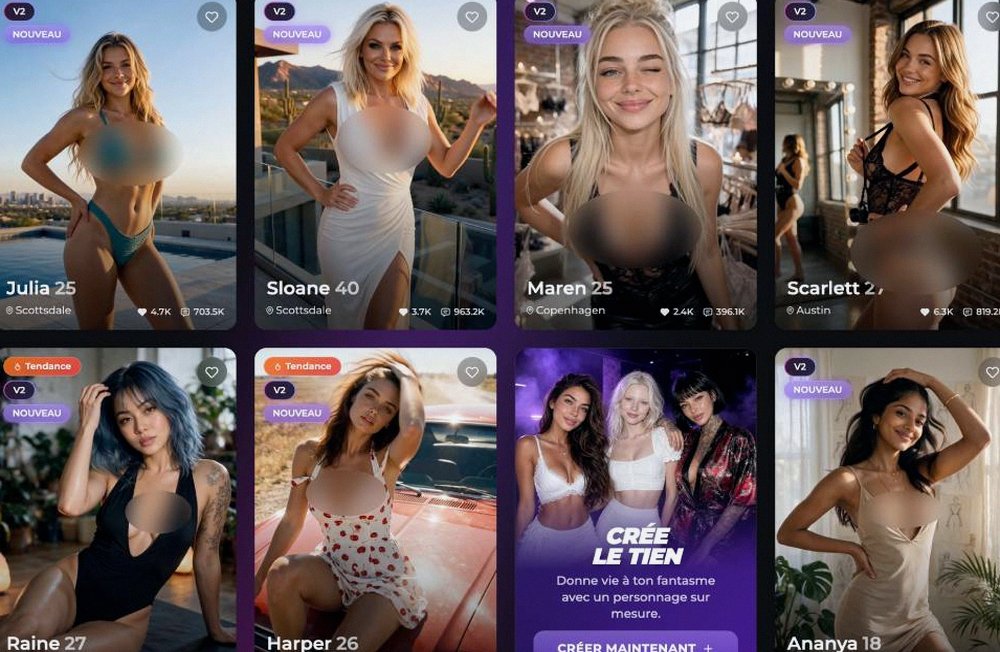 V2
NOUVEAU
Julia 25
Scottsdale
4.7K 703.5K
V2
NOUVEAU
Sloane 40
Scottsdale
3.7K 963.2K
V2
NOUVEAU
Maren 25
Copenhagen
2.4K 396.1K
V2
NOUVEAU
Scarlett
Austin
6.3K
Tendance
V2
NOUVEAU
Raine 27
Tendance
V2
NOUVEAU
Harper 26
CRÉE
LE TIEN
Donne vie à ton fantasme
avec un personnage sur
mesure.
CRÉER MAINTENANT +
V2
NOUVEAU
Ananya 18